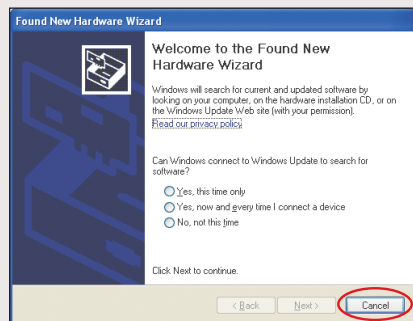 Found New Hardware Wizard
Welcome to the Found New
Hardware Wizard
Windows will search for current and updated software by
looking on your computer, on the hardware installation CD, or on
the Windows Update Web site (with your permission).
Read our privacy policy
Can Windows connect to Windows Update to search for
software?
Yes, this time only
Yes, now and every time I connect a device
No, not this time
Click Next to continue.
< Back Next > Cancel